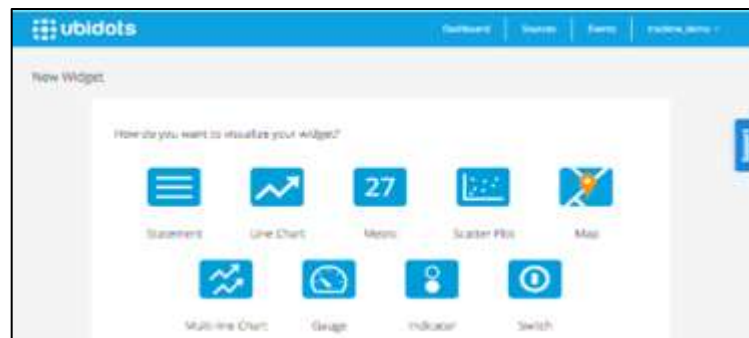 ubidots
Dashboard Sources Events
New Widget
How do you want to visualize your widget?
27
Statement Line Chart Metric Scatter Plot Map
Multi-line Chart Gauge Indicator Switch